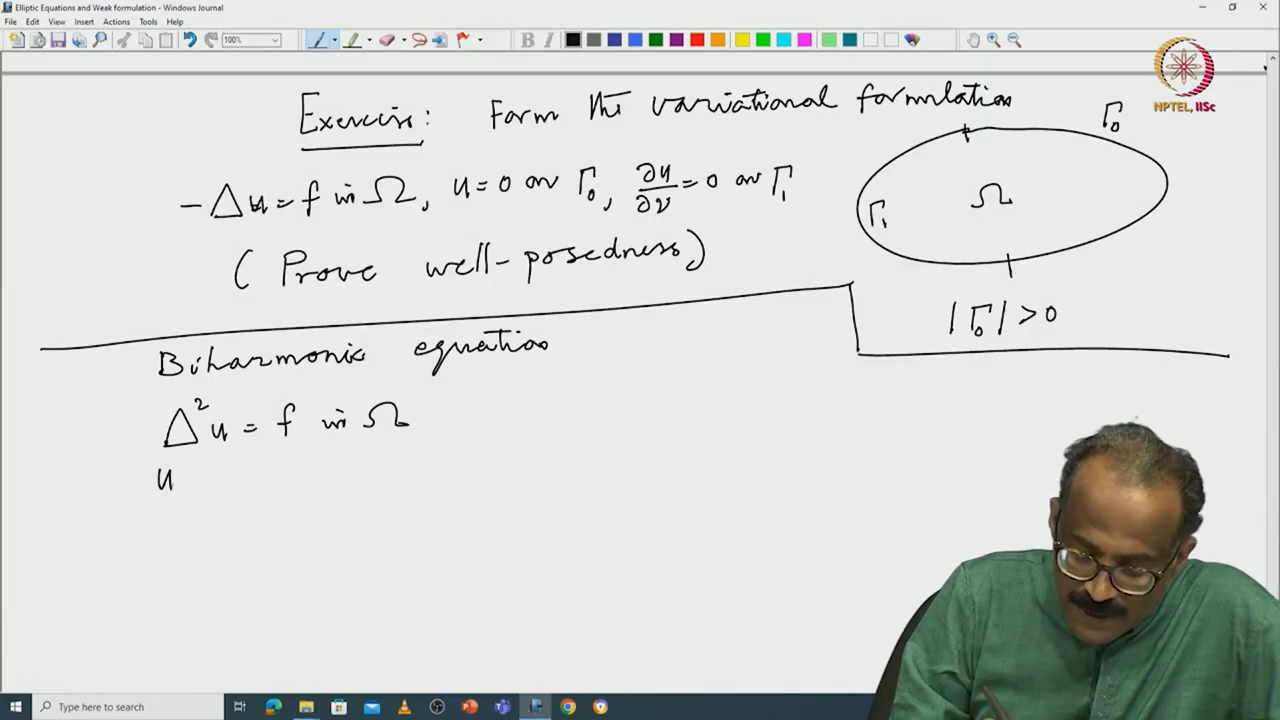 Elliptic Equations and Weak formulation - Windows Journal
File Edit View Insert Actions Tools Help
100%
B I
NPTEL, IISc
Exercise: Form the variational formulation
Γ₀
-Δu = f in Ω, u = 0 on Γ₀, ∂u/∂ν = 0 on Γ₁
Γ₁ Ω
(Prove well-posedness)
|Γ₀| > 0
Biharmonic equation
Δ²u = f in Ω
u
Type here to search